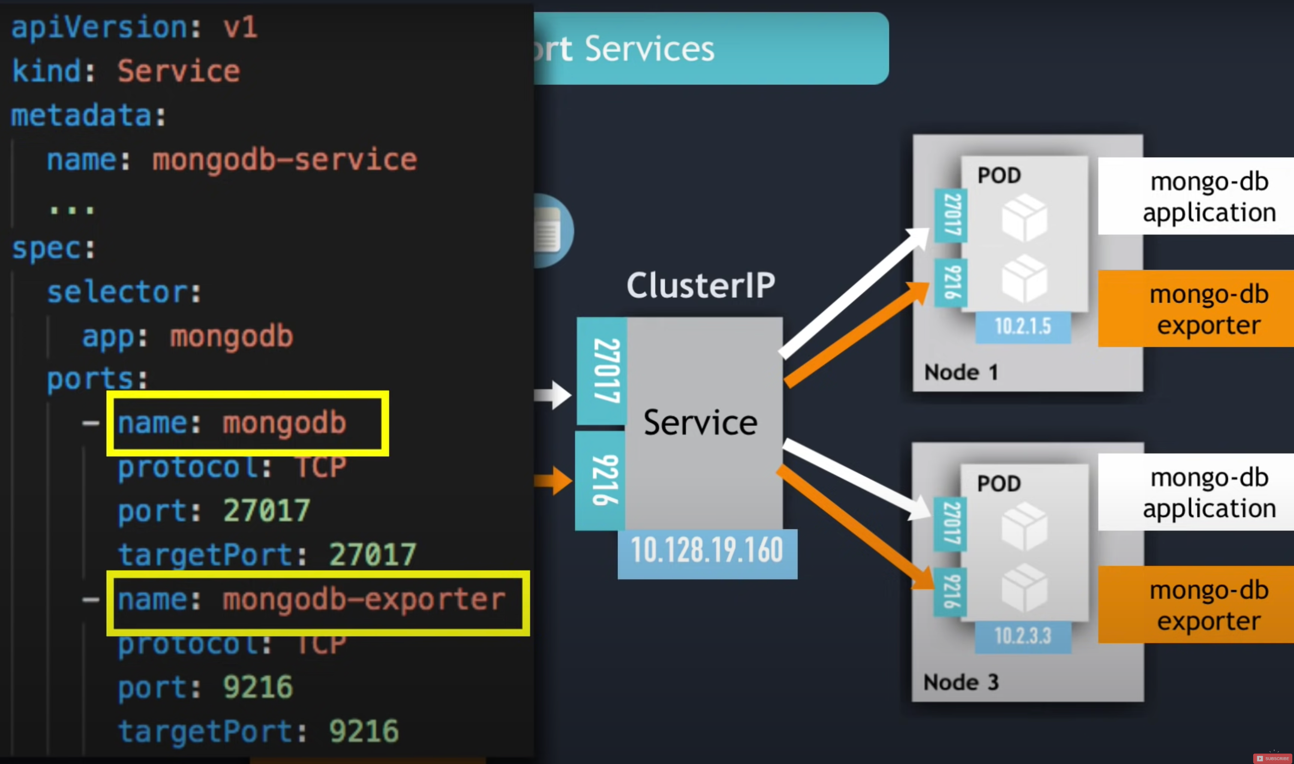 apiVersion: v1
kind: Service
metadata:
name: mongodb-service
...
spec:
selector:
app: mongodb
ports:
- name: mongodb
protocol: TCP
port: 27017
targetPort: 27017
- name: mongodb-exporter
protocol: TCP
port: 9216
targetPort: 9216
ort Services
ClusterIP
27017
9216
Service
10.128.19.160
POD
27017
9216
10.2.1.5
Node 1
mongo-db
application
mongo-db
exporter
POD
27017
9216
10.2.3.3
Node 3
mongo-db
application
mongo-db
exporter
SUBSCRIBE